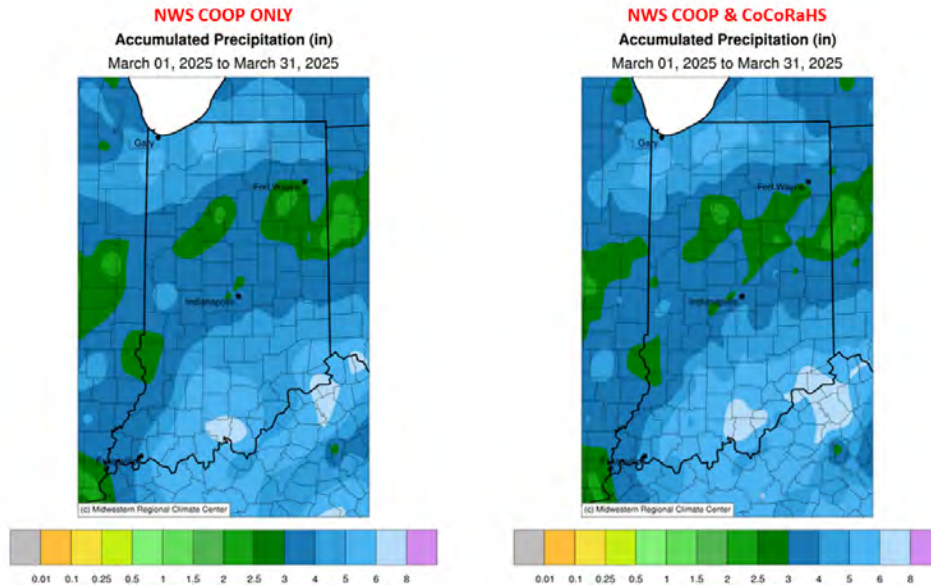 NWS COOP ONLY
Accumulated Precipitation (in)
March 01, 2025 to March 31, 2025
Gary
Fort Wayne
Indianapolis
(c) Midwestern Regional Climate Center
0.01 0.1 0.25 0.5 1 1.5 2 2.5 3 4 5 6 8
NWS COOP & CoCoRaHS
Accumulated Precipitation (in)
March 01, 2025 to March 31, 2025
Gary
Fort Wayne
Indianapolis
(c) Midwestern Regional Climate Center
0.01 0.1 0.25 0.5 1 1.5 2 2.5 3 4 5 6 8